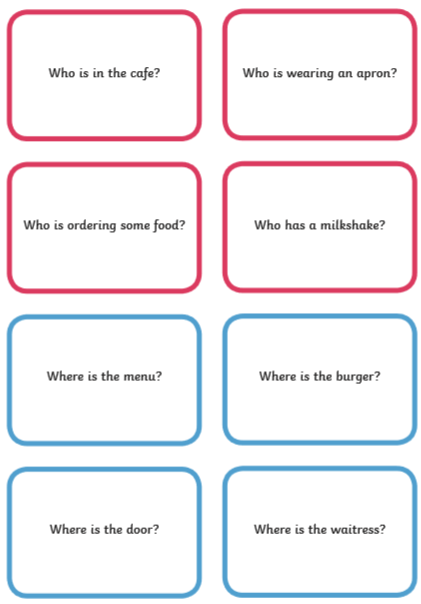 Who is in the cafe?
Who is wearing an apron?
Who is ordering some food?
Who has a milkshake?
Where is the menu?
Where is the burger?
Where is the door?
Where is the waitress?